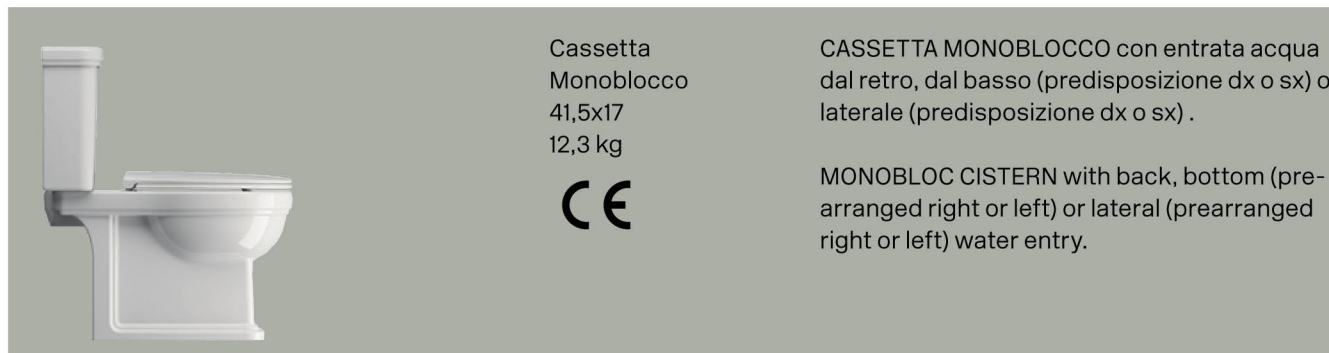 Cassetta
Monoblocco
41,5x17
12,3 kg
CE
CASSETTA MONOBLOCCO con entrata acqua
dal retro, dal basso (predisposizione dx o sx) o
laterale (predisposizione dx o sx) .
MONOBLOC CISTERN with back, bottom (pre-
arranged right or left) or lateral (prearranged
right or left) water entry.